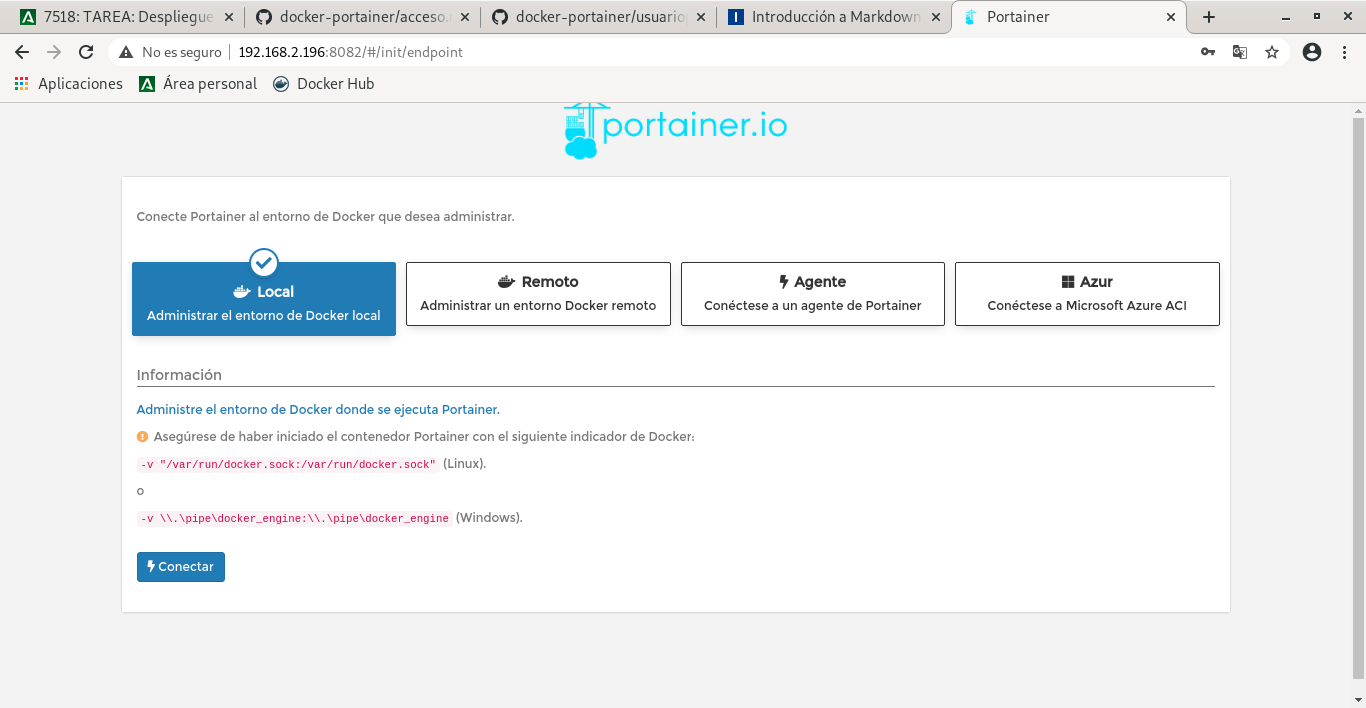 7518: TAREA: Despliegue
docker-portainer/acceso.
docker-portainer/usuario
Introducción a Markdown
Portainer
No es seguro
192.168.2.196:8082/#/init/endpoint
Aplicaciones
Área personal
Docker Hub
portainer.io
Conecte Portainer al entorno de Docker que desea administrar.
Local
Administrar el entorno de Docker local
Remoto
Administrar un entorno Docker remoto
Agente
Conéctese a un agente de Portainer
Azur
Conéctese a Microsoft Azure ACI
Información
Administre el entorno de Docker donde se ejecuta Portainer.
Asegúrese de haber iniciado el contenedor Portainer con el siguiente indicador de Docker:
-v "/var/run/docker.sock:/var/run/docker.sock" (Linux).
o
-v \\.\pipe\docker_engine:\\.\pipe\docker_engine (Windows).
Conectar